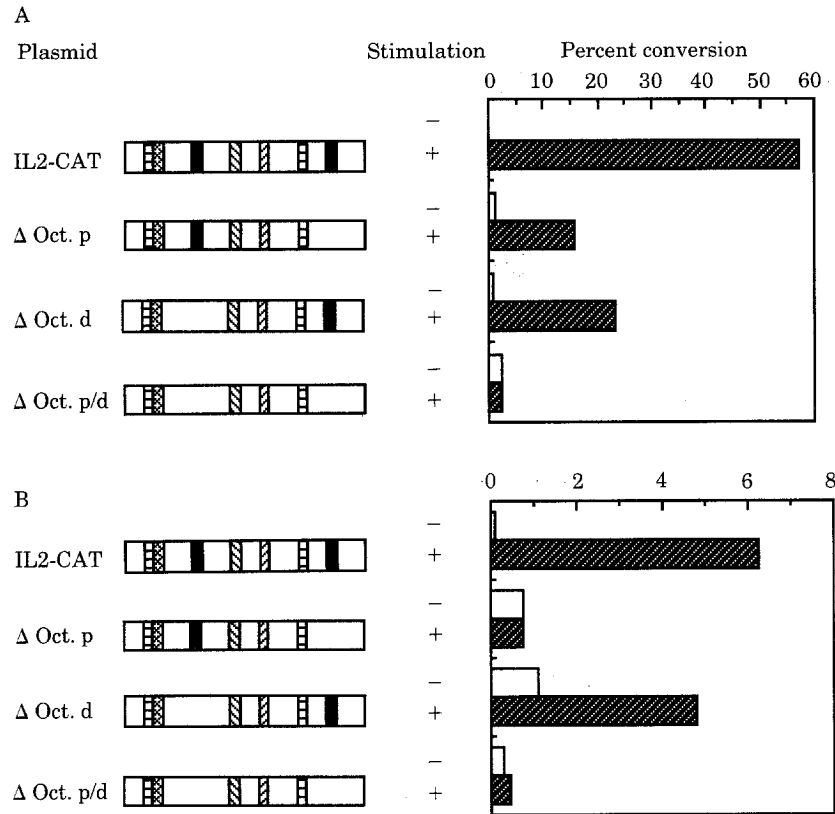 A
Plasmid Stimulation Percent conversion
0 10 20 30 40 50 60
−
IL2-CAT +
−
Δ Oct. p +
−
Δ Oct. d +
−
Δ Oct. p/d +
B
0 2 4 6 8
−
IL2-CAT +
−
Δ Oct. p +
−
Δ Oct. d +
−
Δ Oct. p/d +